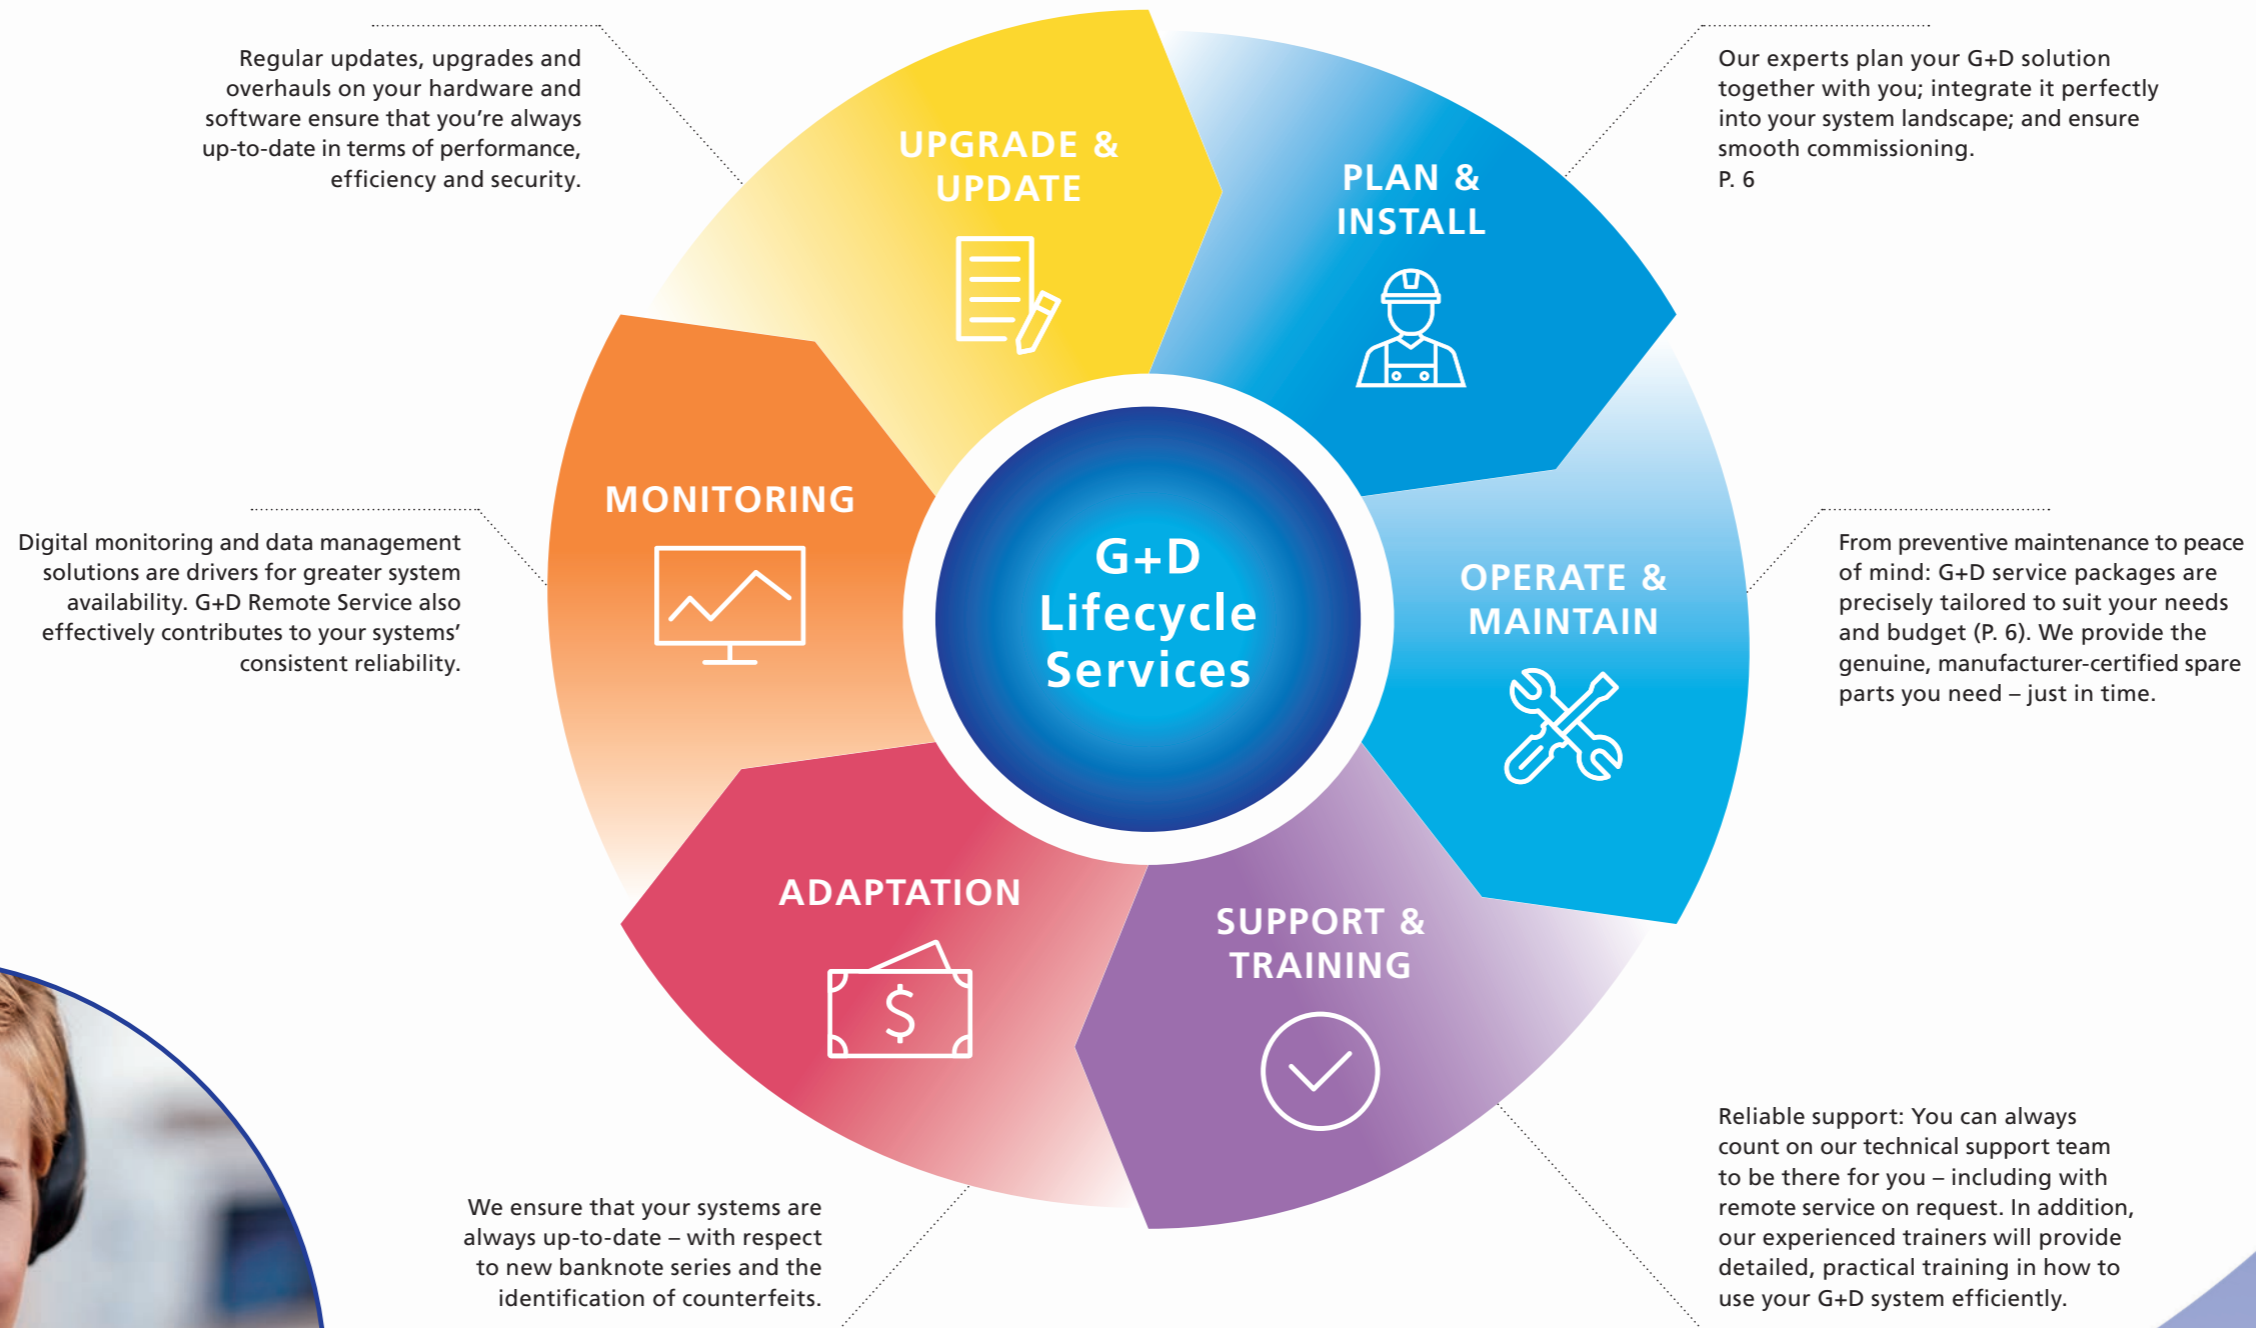 Regular updates, upgrades and
overhauls on your hardware and
software ensure that you're always
up-to-date in terms of performance,
efficiency and security.
UPGRADE &
UPDATE
PLAN &
INSTALL
Our experts plan your G+D solution
together with you; integrate it perfectly
into your system landscape; and ensure
smooth commissioning.
P. 6
Digital monitoring and data management
solutions are drivers for greater system
availability. G+D Remote Service also
effectively contributes to your systems'
consistent reliability.
MONITORING
G+D
Lifecycle
Services
OPERATE &
MAINTAIN
From preventive maintenance to peace
of mind: G+D service packages are
precisely tailored to suit your needs
and budget (P. 6). We provide the
genuine, manufacturer-certified spare
parts you need – just in time.
ADAPTATION
$
SUPPORT &
TRAINING
We ensure that your systems are
always up-to-date – with respect
to new banknote series and the
identification of counterfeits.
Reliable support: You can always
count on our technical support team
to be there for you – including with
remote service on request. In addition,
our experienced trainers will provide
detailed, practical training in how to
use your G+D system efficiently.